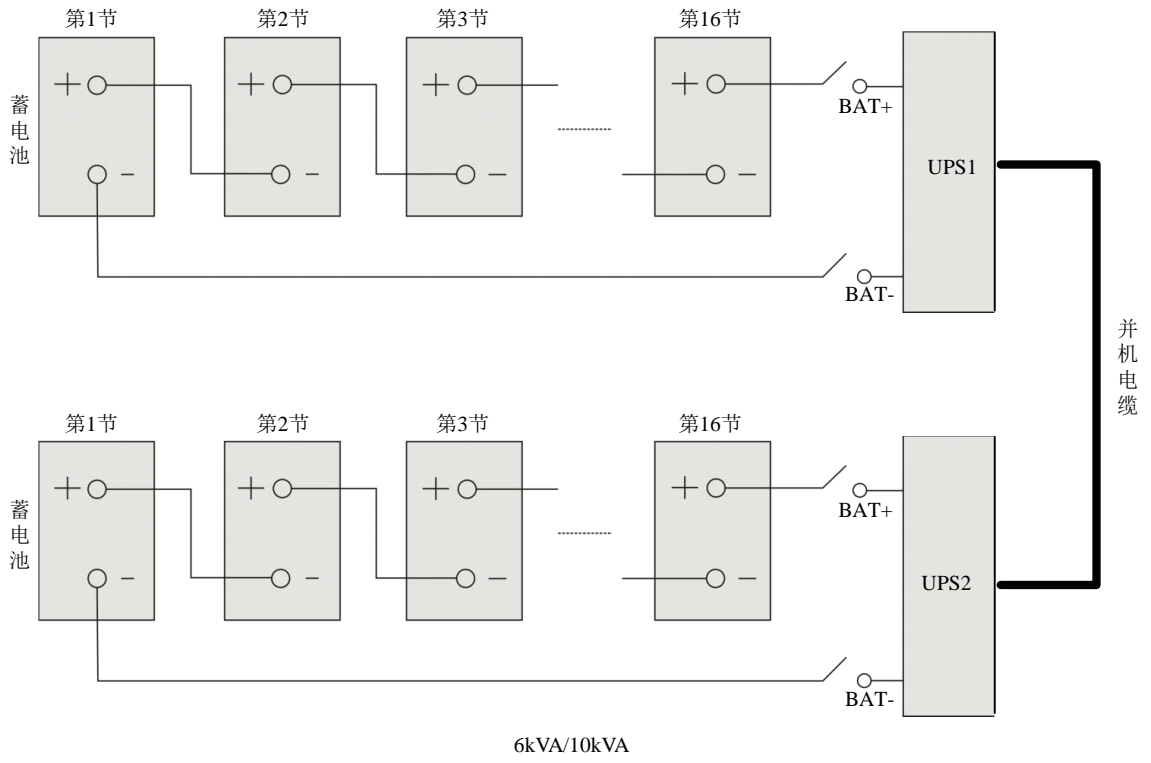 第1节 第2节 第3节 第16节
+ + + +
蓄电池
BAT+
UPS1
- - - -
BAT-
并机电缆
第1节 第2节 第3节 第16节
+ + + +
蓄电池
BAT+
UPS2
- - - -
BAT-
6kVA/10kVA